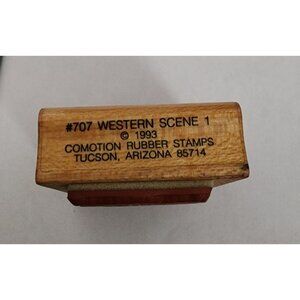 #707 WESTERN SCENE 1
© 1993
COMOTION RUBBER STAMPS
TUCSON, ARIZONA 85714